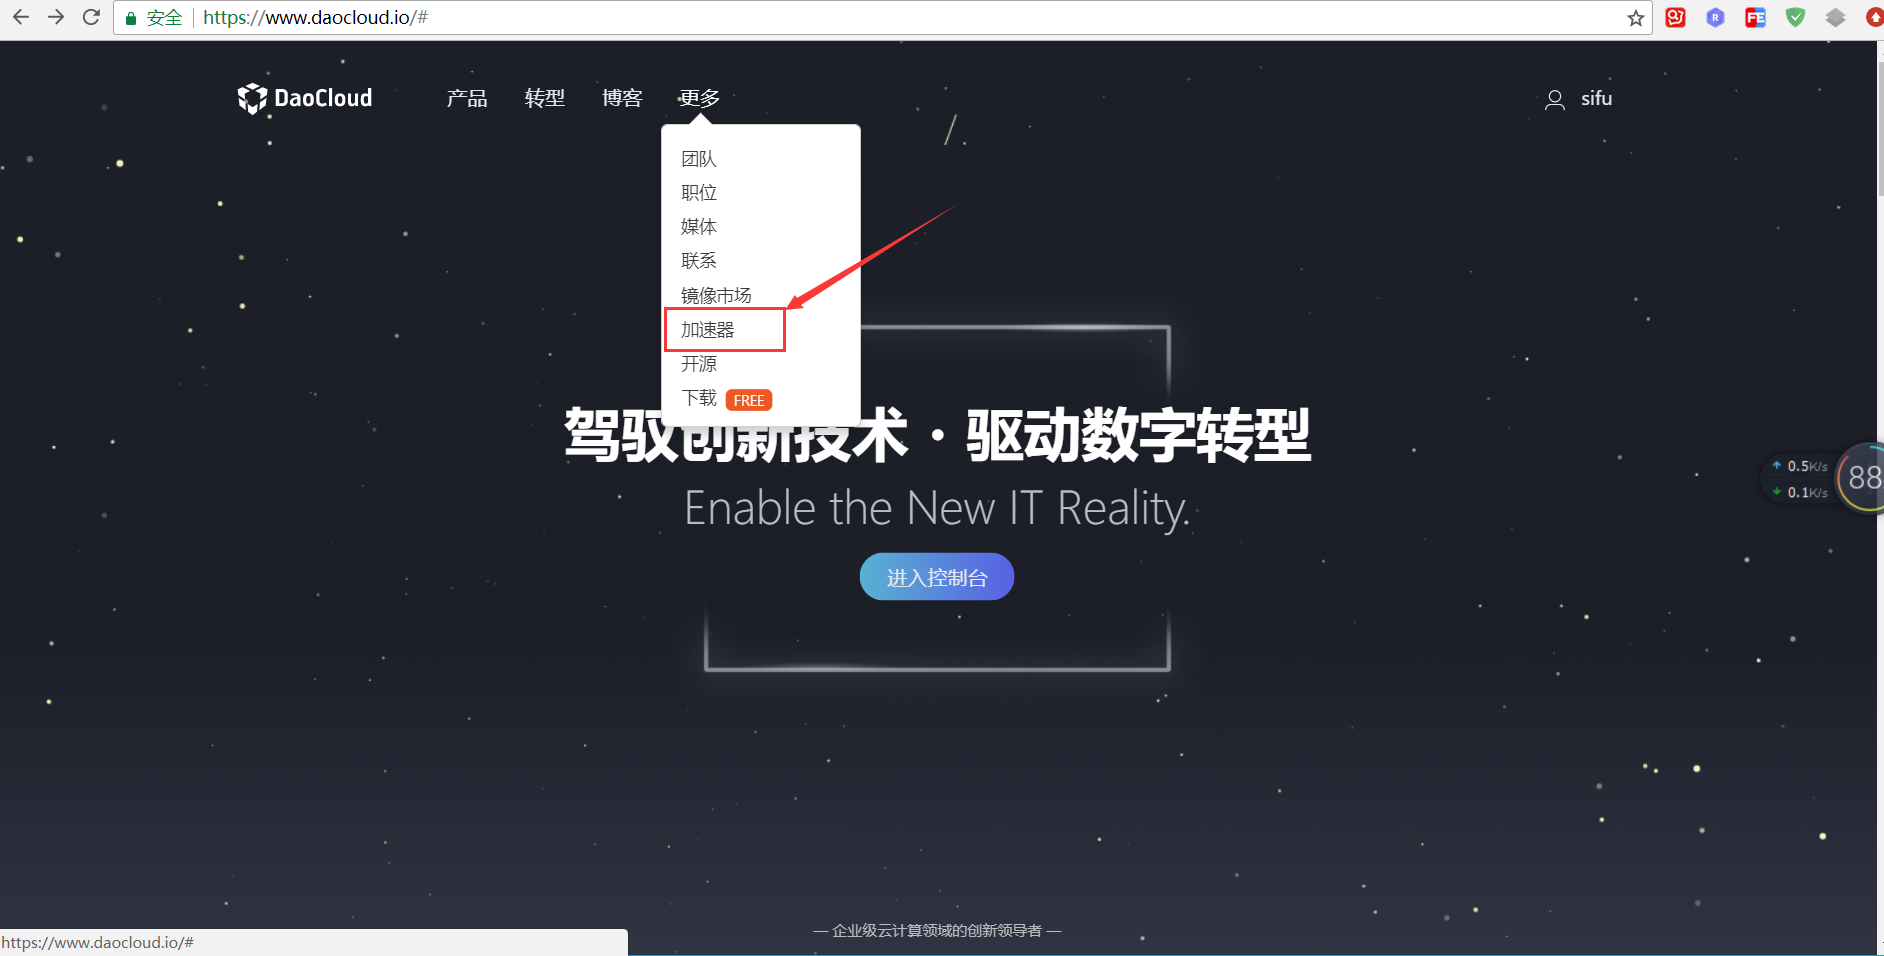 安全 https://www.daocloud.io/#
DaoCloud 产品 转型 博客 更多 sifu
团队
职位
媒体
联系
镜像市场
加速器
开源
下载 FREE
驾驭创新技术·驱动数字转型
Enable the New IT Reality.
进入控制台
0.5K/s
0.1K/s
88
— 企业级云计算领域的创新领导者 —
https://www.daocloud.io/#